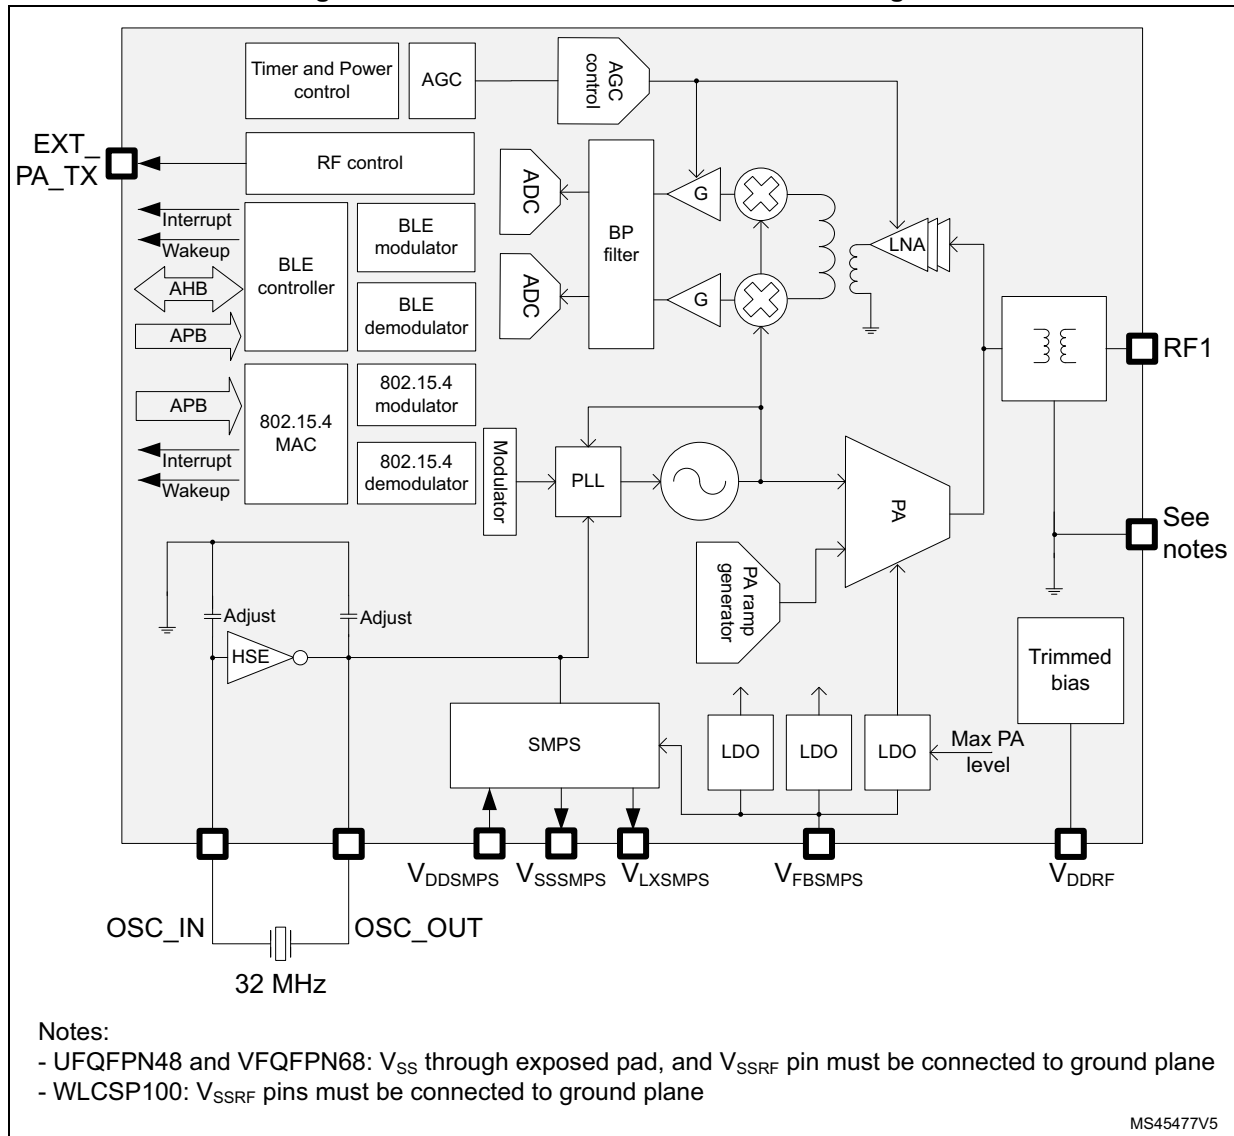 Timer and Power
control
AGC
AGC
control
EXT_
PA_TX
RF control
ADC
BP
filter
G
LNA
Interrupt
Wakeup
AHB
APB
BLE
controller
BLE
modulator
BLE
demodulator
ADC
G
RF1
APB
Interrupt
Wakeup
802.15.4
MAC
802.15.4
modulator
802.15.4
demodulator
Modulator
PLL
PA
See
notes
Adjust
Adjust
HSE
PA ramp
generator
Trimmed
bias
SMPS
LDO
LDO
LDO
Max PA
level
VDDSMPS
VSSSMPS
VLXSMPS
VFBSMPS
VDDRF
OSC_IN
OSC_OUT
32 MHz
Notes:
- UFQFPN48 and VFQFPN68: VSS through exposed pad, and VSSRF pin must be connected to ground plane
- WLCSP100: VSSRF pins must be connected to ground plane
MS45477V5